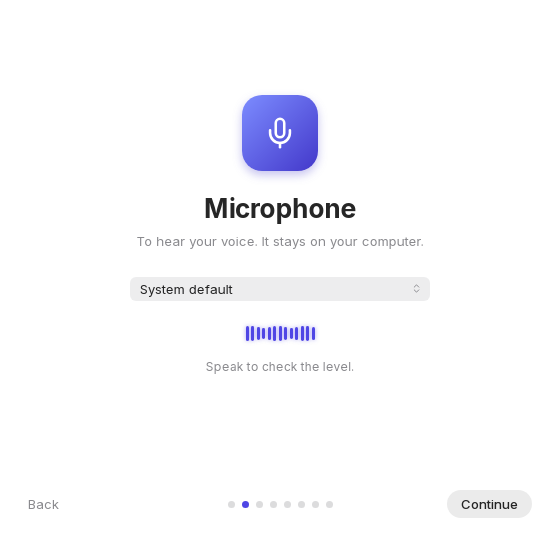 Microphone
To hear your voice. It stays on your computer.
System default
Speak to check the level.
Back
Continue